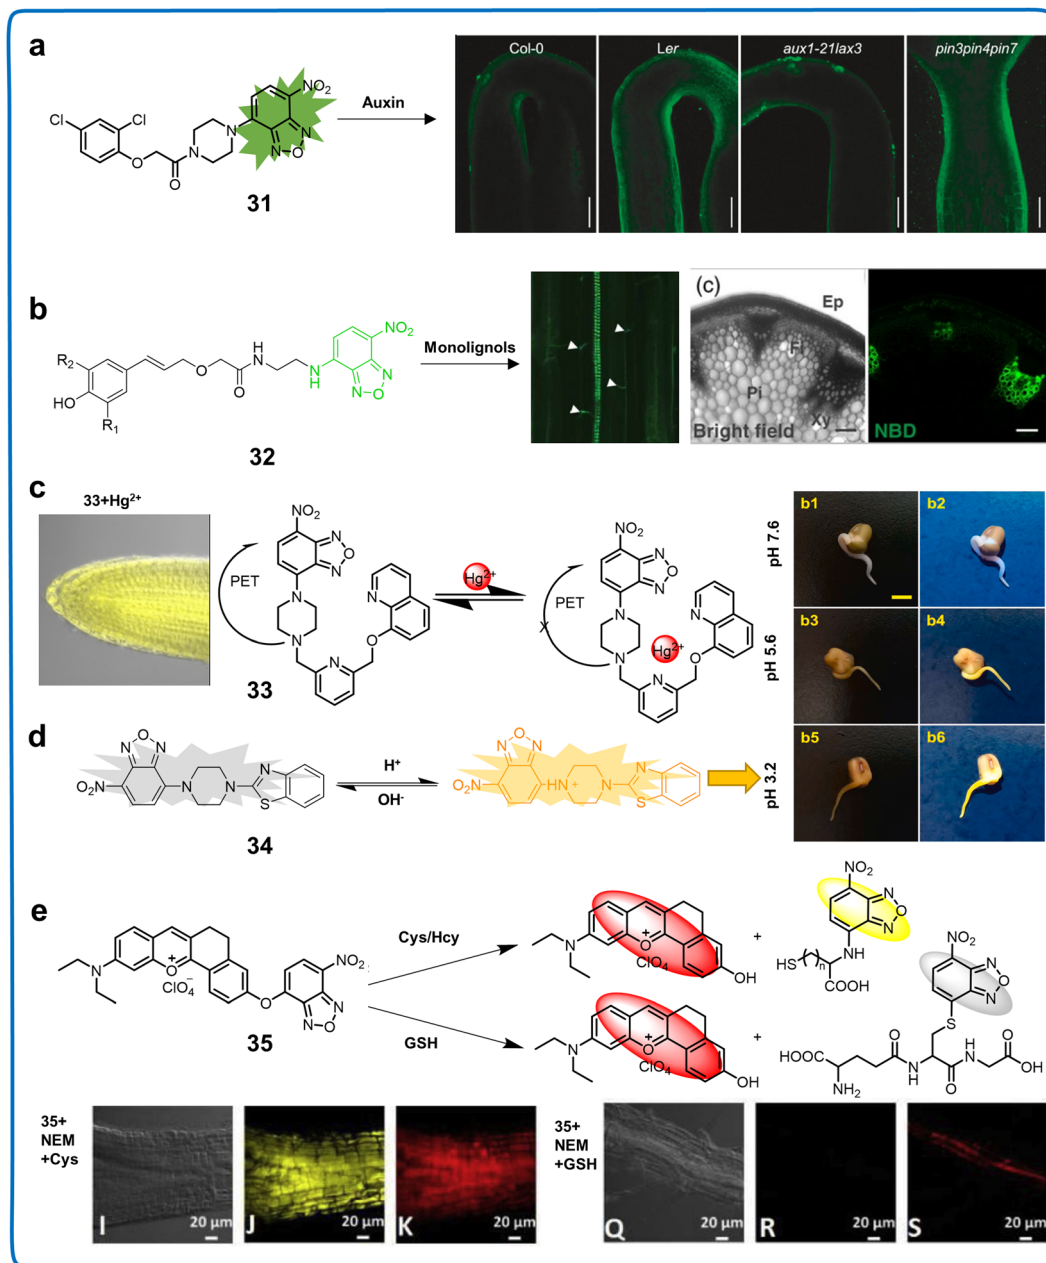 a
Col-0
Ler
aux1-21lax3
pin3pin4pin7
NO2
Cl
Cl
N
N
N
N
O
O
O
Auxin
31
b
(c)
Ep
Fi
Pi
Xy
Bright field
NBD
NO2
R2
H
N
O
O
N
H
N
N
O
OH
R1
Monolignols
32
c
33+Hg2+
NO2
N
O
N
PET
N
N
N
O
N
33
Hg2+
NO2
N
O
N
PET
X
N
N
N
O
N
Hg2+
b1
b2
pH 7.6
b3
b4
pH 5.6
b5
b6
pH 3.2
d
O
N
N
O2N
N
N
N
S
34
H+
OH-
O
N
N
O2N
HN
+
N
N
S
e
N
+
O
ClO4−
O
NO2
N
N
O
35
Cys/Hcy
GSH
N
+
O
ClO4
OH
+
NO2
N
O
N
HS
n
NH
COOH
N
+
O
ClO4
OH
+
NO2
N
O
N
S
O
HOOC
NH2
N
H
O
H
N
O
OH
35+
NEM
+Cys
I
20 μm
J
20 μm
K
20 μm
35+
NEM
+GSH
Q
20 μm
R
20 μm
S
20 μm